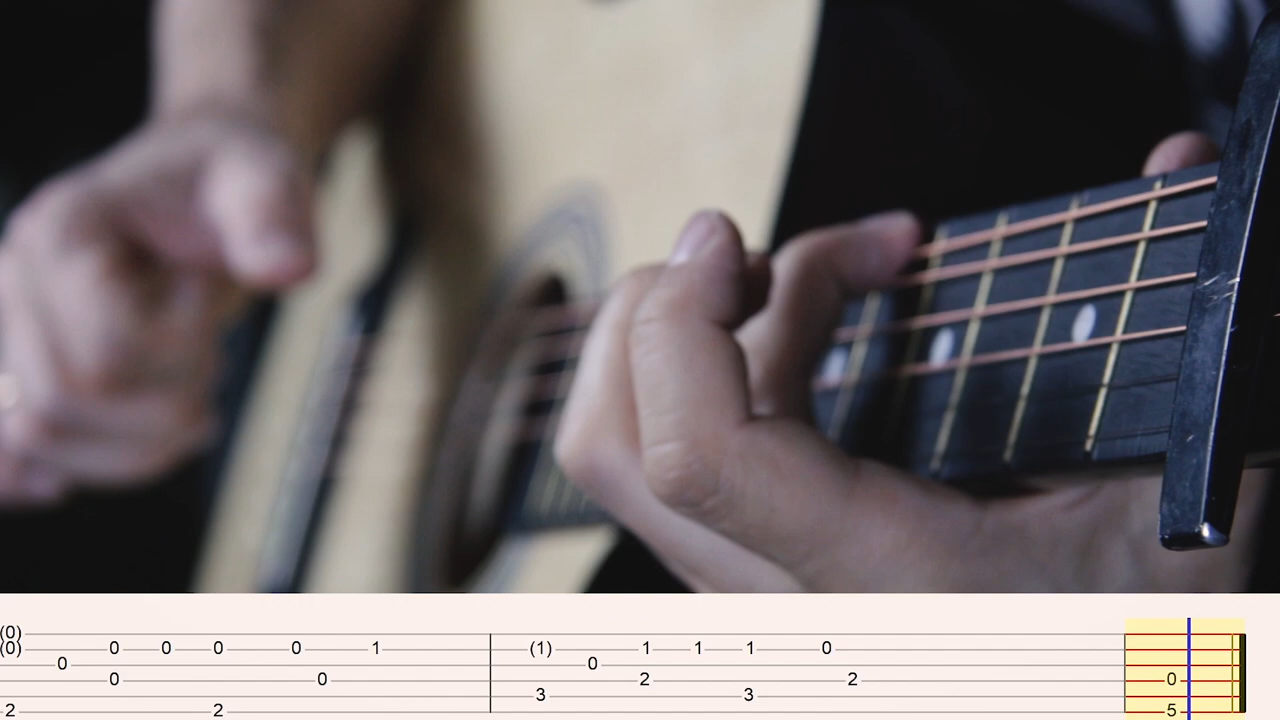 (0)
(0) 0 0 0 0 1 (1) 1 1 1 0
0 0
0 0 2 2 0
3 3
2 2 5